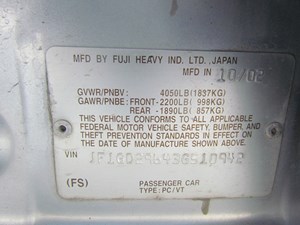 MFD BY FUJI HEAVY IND. LTD., JAPAN
MFD IN 10/02
GVWR/PNBV: 4050LB(1837KG)
GAWR/PNBE: FRONT-2200LB( 998KG)
REAR -1890LB( 857KG)
THIS VEHICLE CONFORMS TO ALL APPLICABLE
FEDERAL MOTOR VEHICLE SAFETY, BUMPER, AND
THEFT PREVENTION STANDARDS IN EFFECT ON
THE DATE OF MANUFACTURE SHOWN ABOVE.
VIN
(FS)
PASSENGER CAR
TYPE: PC/VT